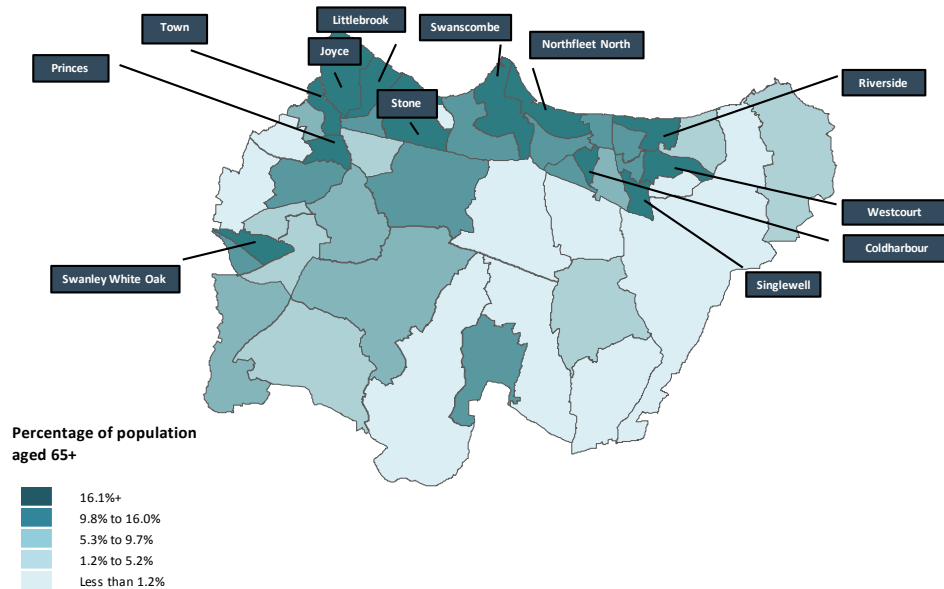 Littlebrook
Town
Swanscombe
Northfleet North
Joyce
Princes
Riverside
Stone
Westcourt
Coldharbour
Swanley White Oak
Singlewell
Percentage of population
aged 65+
16.1%+
9.8% to 16.0%
5.3% to 9.7%
1.2% to 5.2%
Less than 1.2%